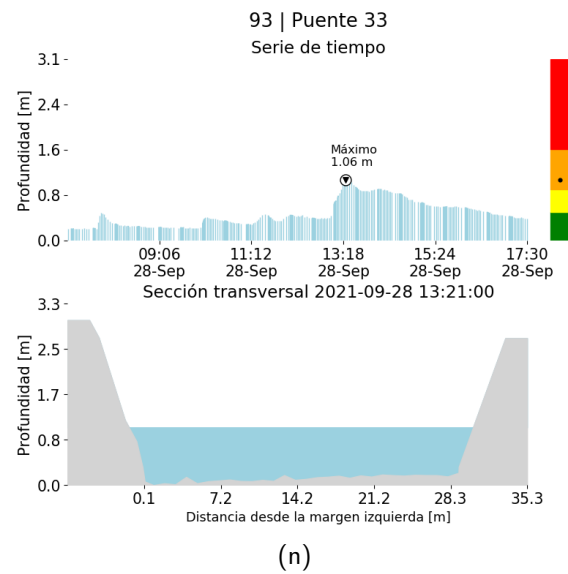 93 | Puente 33
Serie de tiempo
Profundidad [m]
3.1
2.4
1.6
0.8
0.0
Máximo
1.06 m
09:06 11:12 13:18 15:24 17:30
28-Sep 28-Sep 28-Sep 28-Sep 28-Sep
Sección transversal 2021-09-28 13:21:00
Profundidad [m]
3.3
2.5
1.7
0.8
0.0
0.1 7.2 14.2 21.2 28.3 35.3
Distancia desde la margen izquierda [m]
(n)